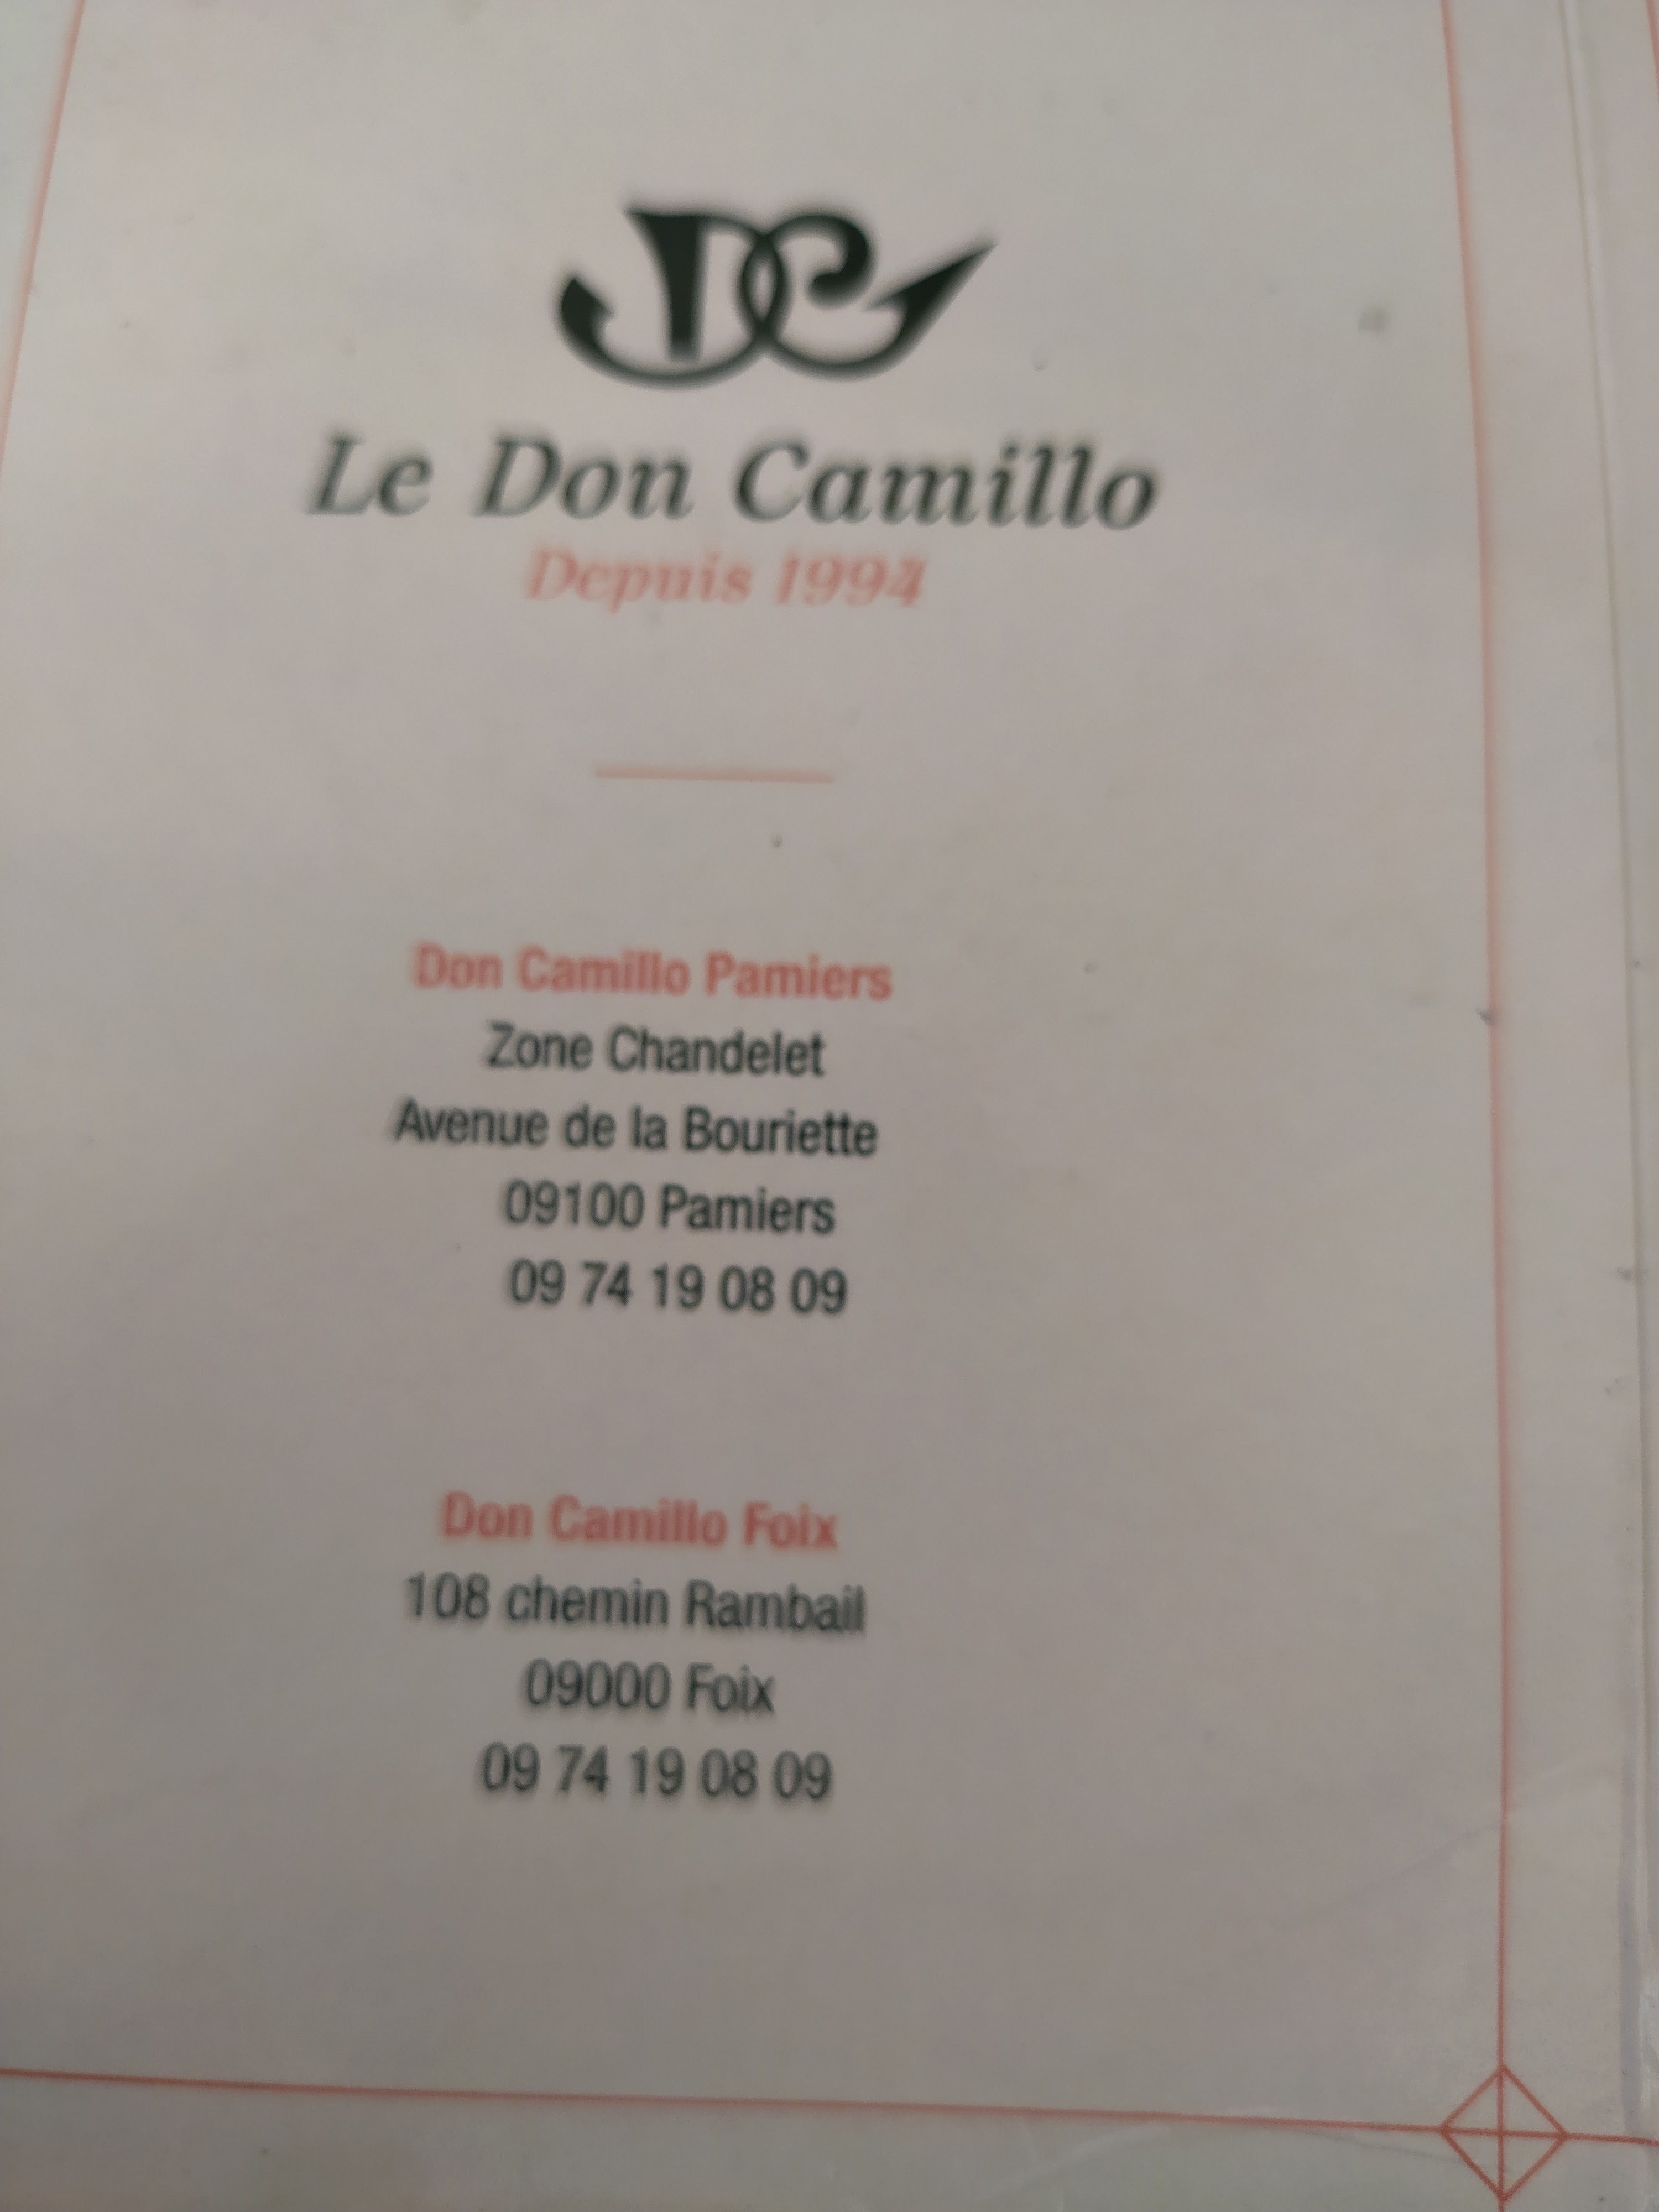 DC
Le Don Camillo
Depuis 1994
Don Camillo Pamiers
Zone Chandelet
Avenue de la Bouriette
09100 Pamiers
09 74 19 08 09
Don Camillo Foix
108 chemin Rambail
09000 Foix
09 74 19 08 09